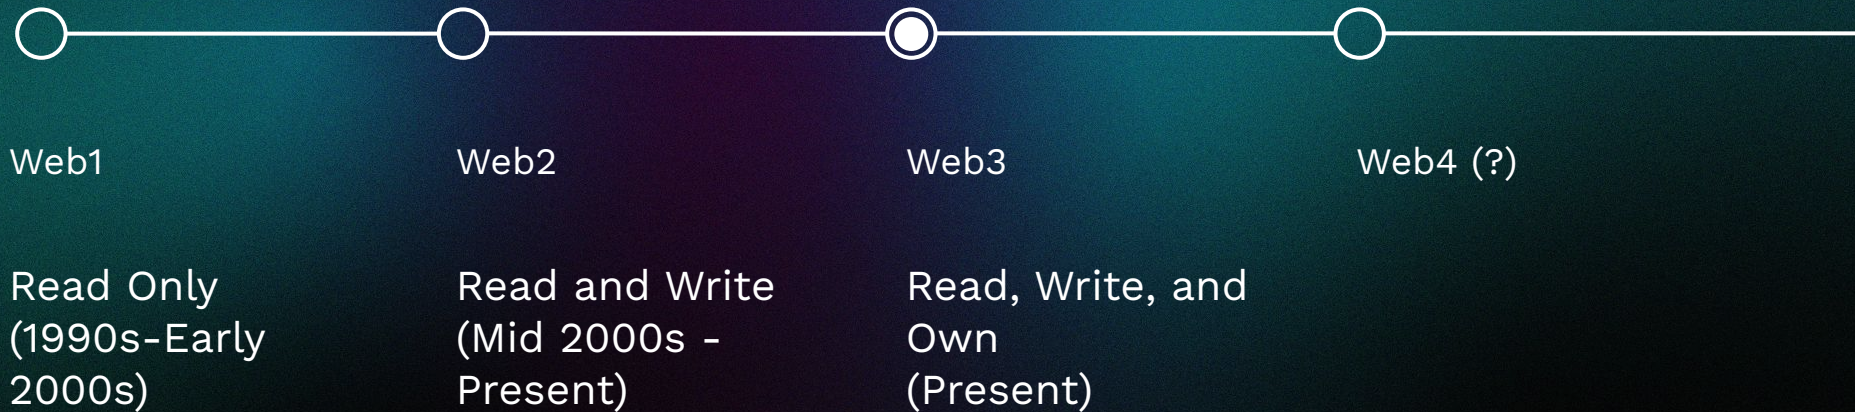 Web1
Read Only
(1990s-Early
2000s)
Web2
Read and Write
(Mid 2000s -
Present)
Web3
Read, Write, and
Own
(Present)
Web4 (?)